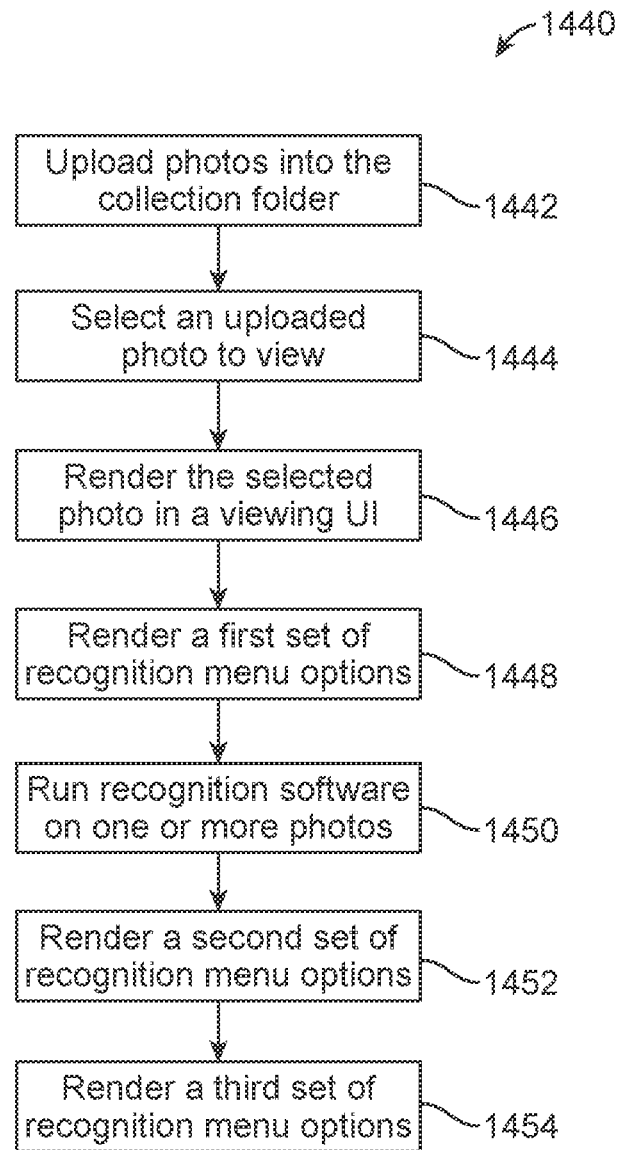 1440
Upload photos into the
collection folder
1442
Select an uploaded
photo to view
1444
Render the selected
photo in a viewing UI
1446
Render a first set of
recognition menu options
1448
Run recognition software
on one or more photos
1450
Render a second set of
recognition menu options
1452
Render a third set of
recognition menu options
1454